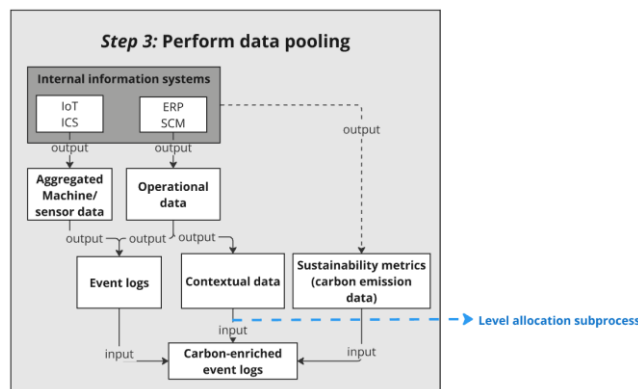 Step 3: Perform data pooling
Internal information systems
IoT
ICS
ERP
SCM
output
output
output
Aggregated
Machine/
sensor data
Operational
data
output
output
output
Event logs
Contextual data
Sustainability metrics
(carbon emission
data)
input
Level allocation subprocess
input
input
Carbon-enriched
event logs